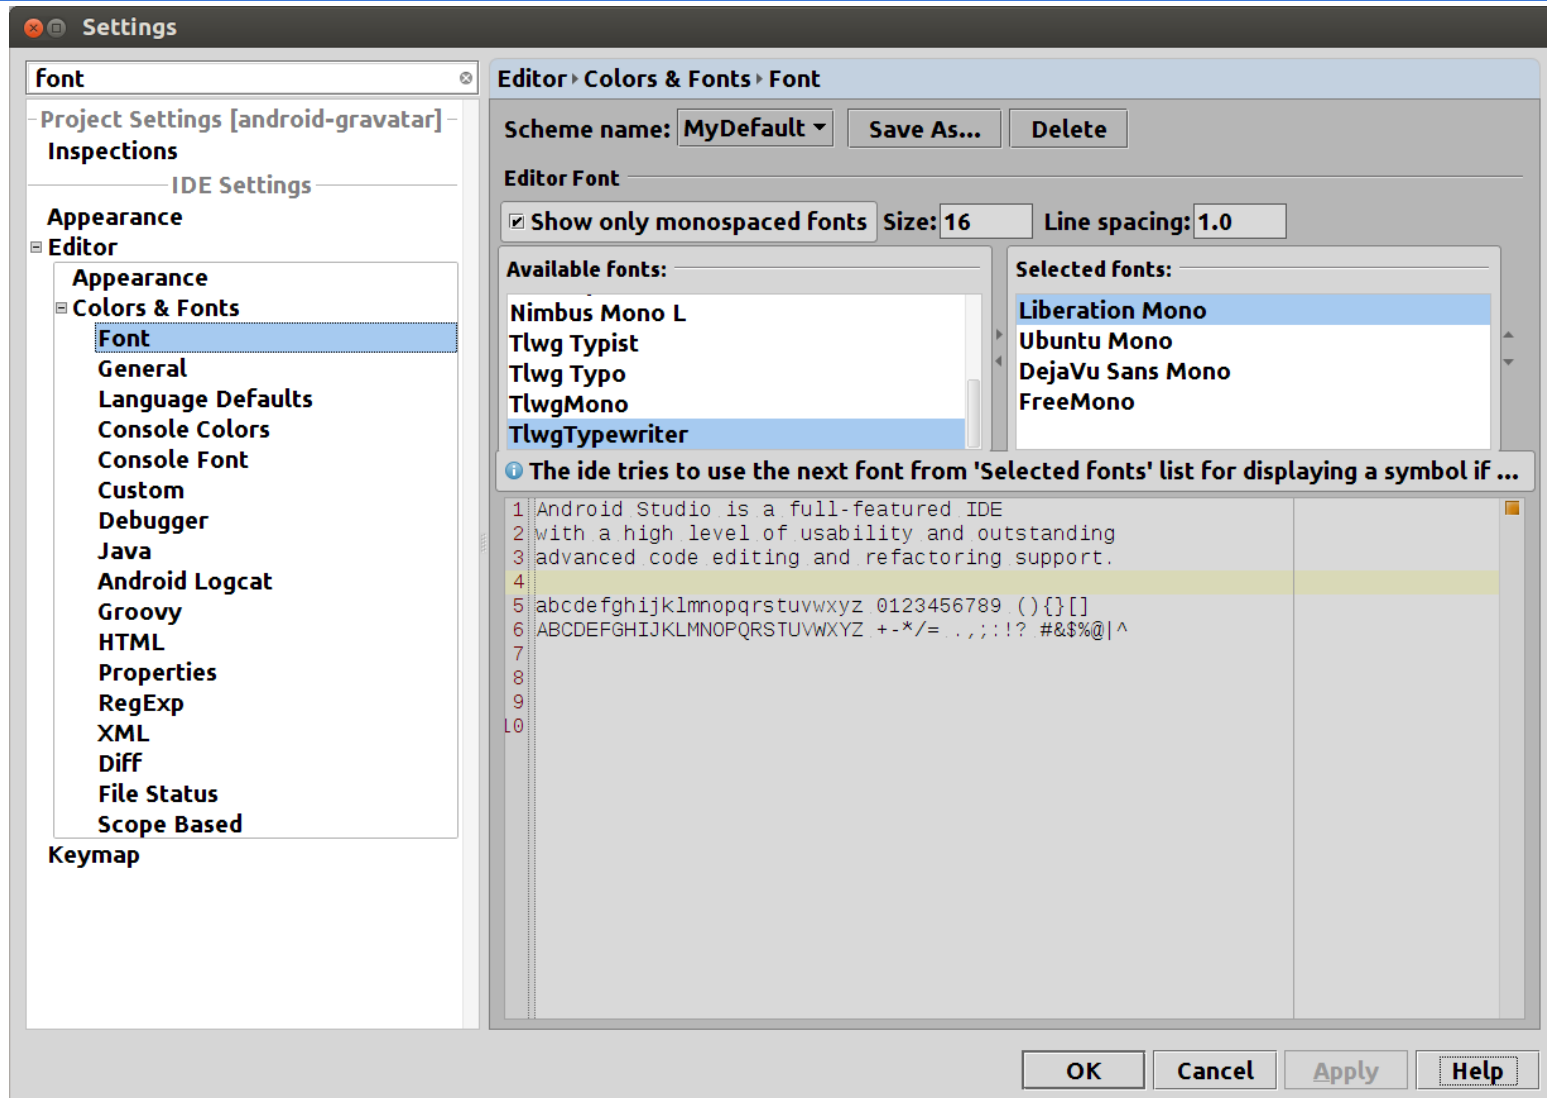 Settings
font
Project Settings [android-gravatar]
Inspections
IDE Settings
Appearance
Editor
Appearance
Colors & Fonts
Font
General
Language Defaults
Console Colors
Console Font
Custom
Debugger
Java
Android Logcat
Groovy
HTML
Properties
RegExp
XML
Diff
File Status
Scope Based
Keymap
Editor Colors & Fonts Font
Scheme name: MyDefault Save As... Delete
Editor Font
Show only monospaced fonts Size: 16 Line spacing: 1.0
Available fonts:
Nimbus Mono L
Tlwg Typist
Tlwg Typo
TlwgMono
TlwgTypewriter
Selected fonts:
Liberation Mono
Ubuntu Mono
DejaVu Sans Mono
FreeMono
The ide tries to use the next font from 'Selected fonts' list for displaying a symbol if ...
1 Android Studio is a full-featured IDE
2 with a high level of usability and outstanding
3 advanced code editing and refactoring support.
4
5 abcdefghijklmnopqrstuvwxyz 0123456789 (){}[]
6 ABCDEFGHIJKLMNOPQRSTUVWXYZ +-*/= .,;:!? #&$%@|^
7
8
9
10
OK Cancel Apply Help